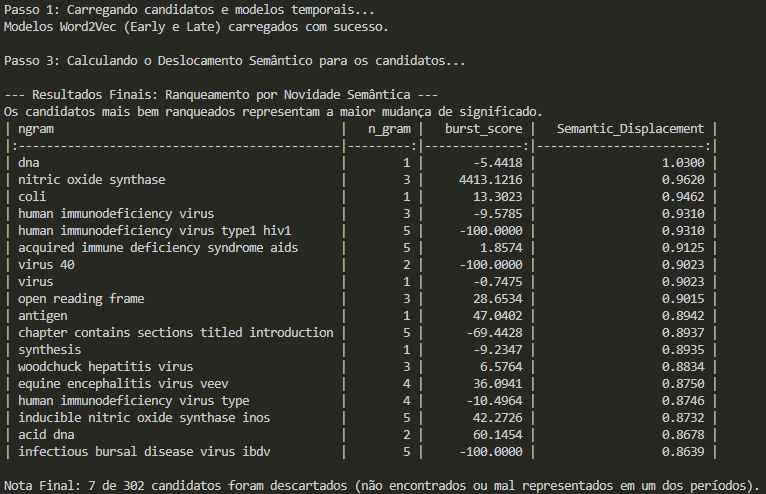 Passo 1: Carregando candidatos e modelos temporais...
Modelos Word2Vec (Early e Late) carregados com sucesso.

Passo 3: Calculando o Deslocamento Semântico para os candidatos...

--- Resultados Finais: Ranqueamento por Novidade Semântica ---
Os candidatos mais bem ranqueados representam a maior mudança de significado.
| ngram                                    |   n_gram |   burst_score |   Semantic_Displacement |
|:-----------------------------------------|---------:|--------------:|------------------------:|
| dna                                      |        1 |       -5.4418 |                  1.0300 |
| nitric oxide synthase                    |        3 |     4413.1216 |                  0.9620 |
| coli                                     |        1 |       13.3023 |                  0.9462 |
| human immunodeficiency virus             |        3 |       -9.5785 |                  0.9310 |
| human immunodeficiency virus type1 hiv1  |        5 |     -100.0000 |                  0.9310 |
| acquired immune deficiency syndrome aids |        5 |        1.8574 |                  0.9125 |
| virus 40                                 |        2 |     -100.0000 |                  0.9023 |
| virus                                    |        1 |       -0.7475 |                  0.9023 |
| open reading frame                       |        3 |       28.6534 |                  0.9015 |
| antigen                                  |        1 |       47.0402 |                  0.8942 |
| chapter contains sections titled introduction |        5 |      -69.4428 |                  0.8937 |
| synthesis                                |        1 |       -9.2347 |                  0.8935 |
| woodchuck hepatitis virus                |        3 |        6.5764 |                  0.8834 |
| equine encephalitis virus veev           |        4 |       36.0941 |                  0.8750 |
| human immunodeficiency virus type        |        4 |      -10.4964 |                  0.8746 |
| inducible nitric oxide synthase inos     |        5 |       42.2726 |                  0.8732 |
| acid dna                                 |        2 |       60.1454 |                  0.8678 |
| infectious bursal disease virus ibdv     |        5 |     -100.0000 |                  0.8639 |

Nota Final: 7 de 302 candidatos foram descartados (não encontrados ou mal representados em um dos períodos).